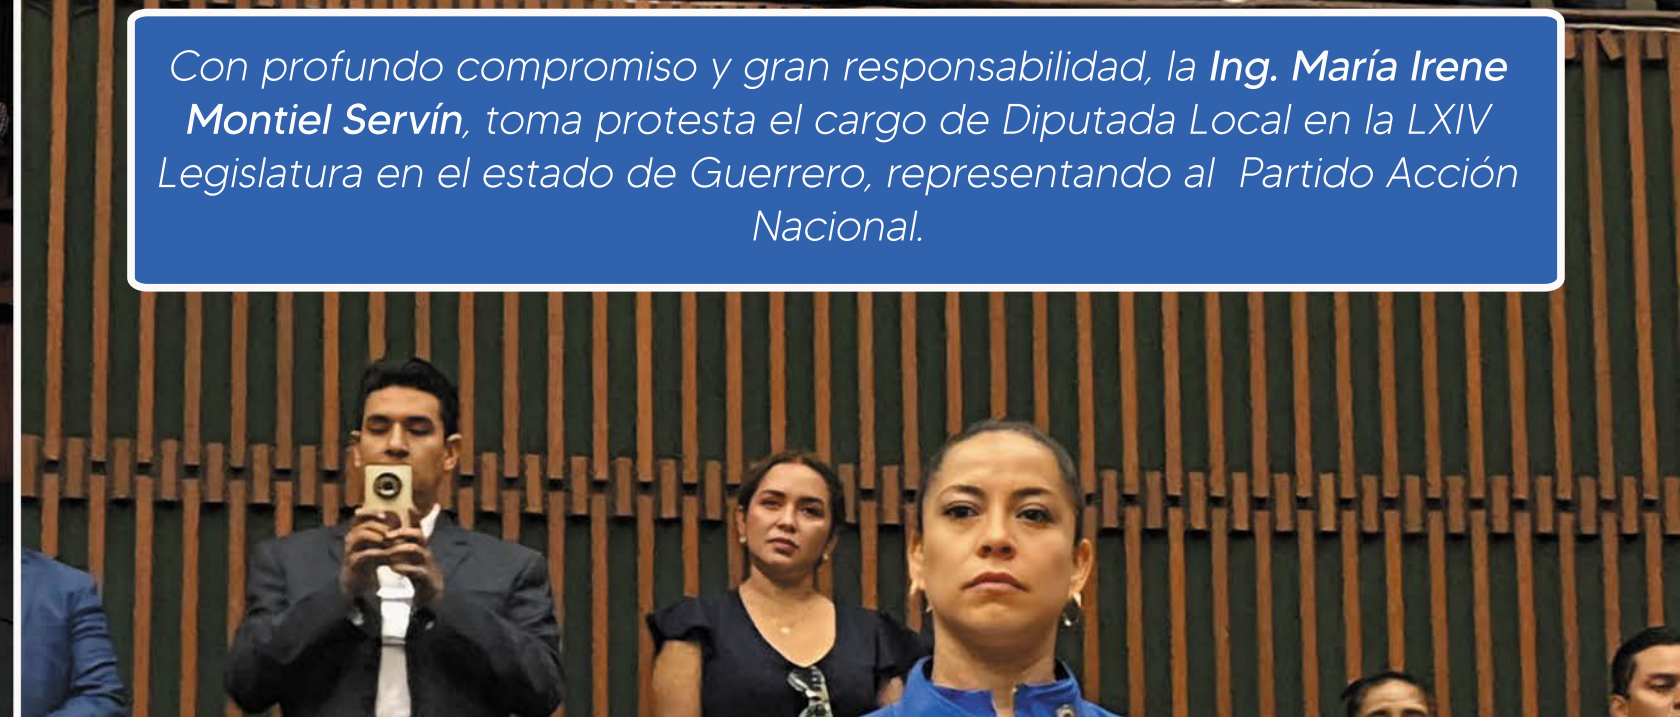 Con profundo compromiso y gran responsabilidad, la Ing. María Irene
Montiel Servín, toma protesta el cargo de Diputada Local en la LXIV
Legislatura en el estado de Guerrero, representando al  Partido Acción
Nacional.